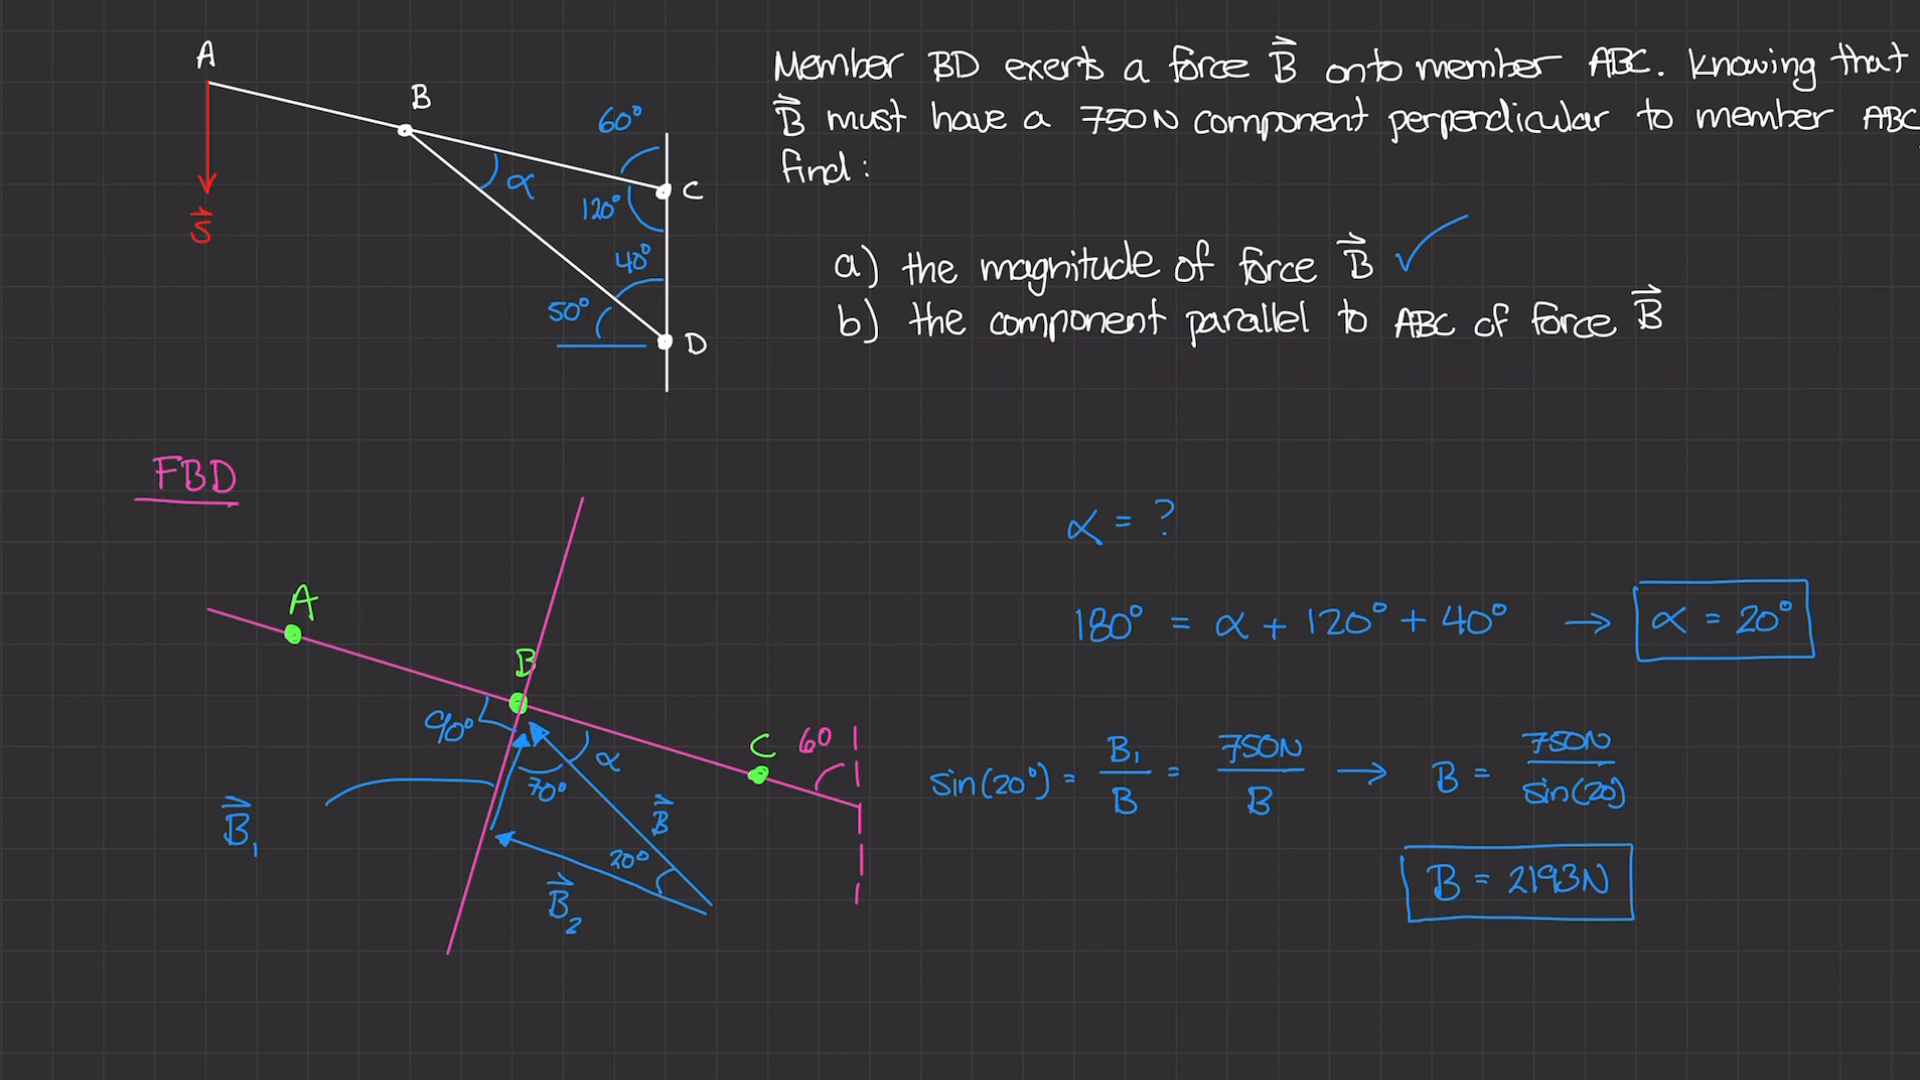 Member BD exerts a force B⃗ onto member ABC. Knowing that
B⃗ must have a 750N component perpendicular to member ABC,
find:
a) the magnitude of force B⃗ ✓
b) the component parallel to ABC of force B⃗
A
B
60°
α
C
120°
S⃗
40°
50°
D
FBD
α = ?
A
180° = α + 120° + 40° → α = 20°
B
90°
C
60
α
70°
B⃗
B⃗₁
20°
B⃗₂
sin(20°) = B₁/B = 750N/B → B = 750N/sin(20)
B = 2193N